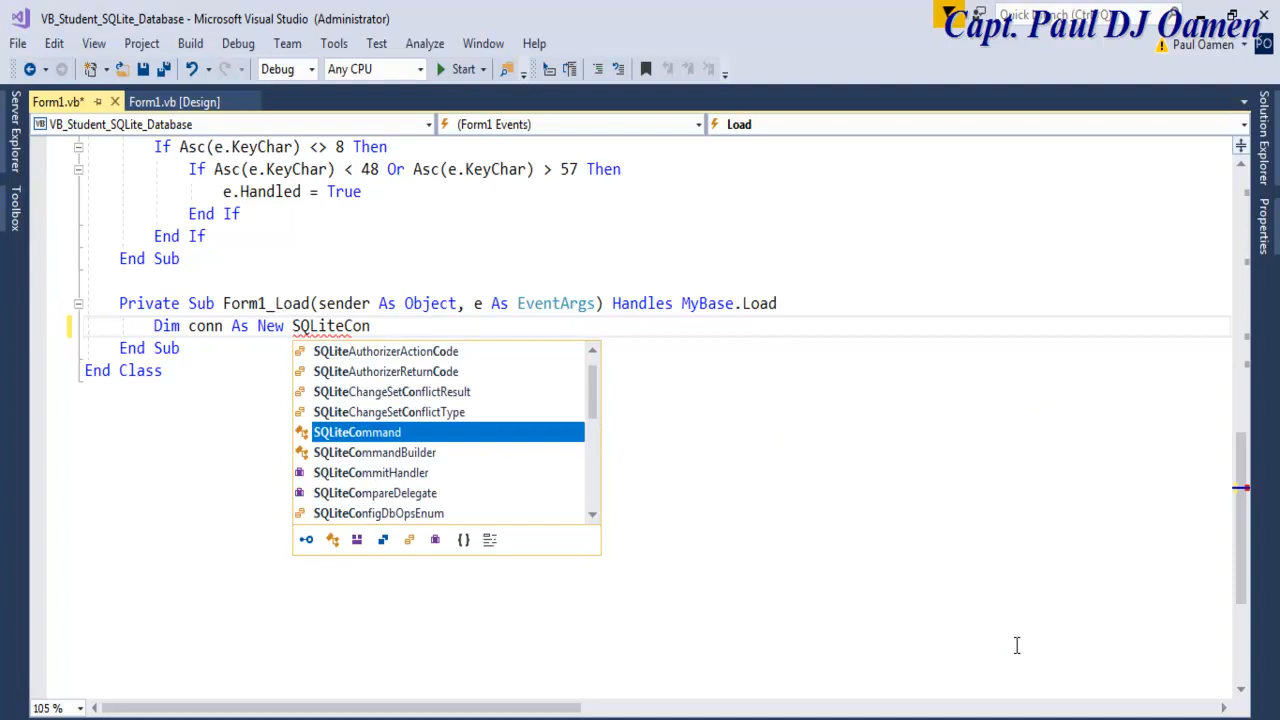 VB_Student_SQLite_Database - Microsoft Visual Studio (Administrator)
Quick Launch (Ctrl+Q)
Capt. Paul DJ Oamen
File Edit View Project Build Debug Team Tools Test Analyze Window Help
Paul Oamen
PO
Debug Any CPU Start
Form1.vb* Form1.vb [Design]
VB_Student_SQLite_Database (Form1 Events) Load
Server Explorer
Toolbox
Solution Explorer
Properties
If Asc(e.KeyChar) <> 8 Then
If Asc(e.KeyChar) < 48 Or Asc(e.KeyChar) > 57 Then
e.Handled = True
End If
End If
End Sub
Private Sub Form1_Load(sender As Object, e As EventArgs) Handles MyBase.Load
Dim conn As New SQLiteCon
End Sub
End Class
SQLiteAuthorizerActionCode
SQLiteAuthorizerReturnCode
SQLiteChangeSetConflictResult
SQLiteChangeSetConflictType
SQLiteCommand
SQLiteCommandBuilder
SQLiteCommitHandler
SQLiteCompareDelegate
SQLiteConfigDbOpsEnum
105 %